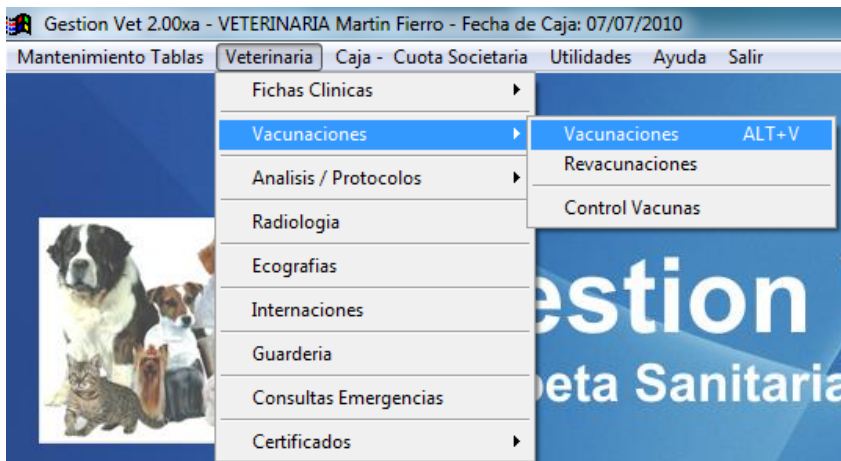 Gestion Vet 2.00xa - VETERINARIA Martin Fierro - Fecha de Caja: 07/07/2010
Mantenimiento Tablas Veterinaria Caja - Cuota Societaria Utilidades Ayuda Salir
Fichas Clinicas
Vacunaciones
Vacunaciones ALT+V
Revacunaciones
Control Vacunas
Analisis / Protocolos
Radiologia
Ecografias
Internaciones
Guarderia
Consultas Emergencias
Certificados
estion
eta Sanitaria